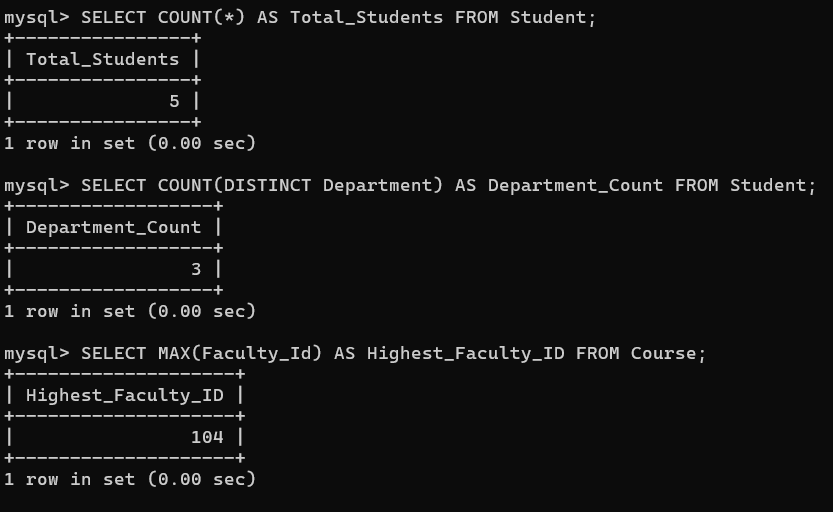 mysql> SELECT COUNT(*) AS Total_Students FROM Student;
+----------------+
| Total_Students |
+----------------+
|              5 |
+----------------+
1 row in set (0.00 sec)

mysql> SELECT COUNT(DISTINCT Department) AS Department_Count FROM Student;
+------------------+
| Department_Count |
+------------------+
|                3 |
+------------------+
1 row in set (0.00 sec)

mysql> SELECT MAX(Faculty_Id) AS Highest_Faculty_ID FROM Course;
+--------------------+
| Highest_Faculty_ID |
+--------------------+
|                104 |
+--------------------+
1 row in set (0.00 sec)